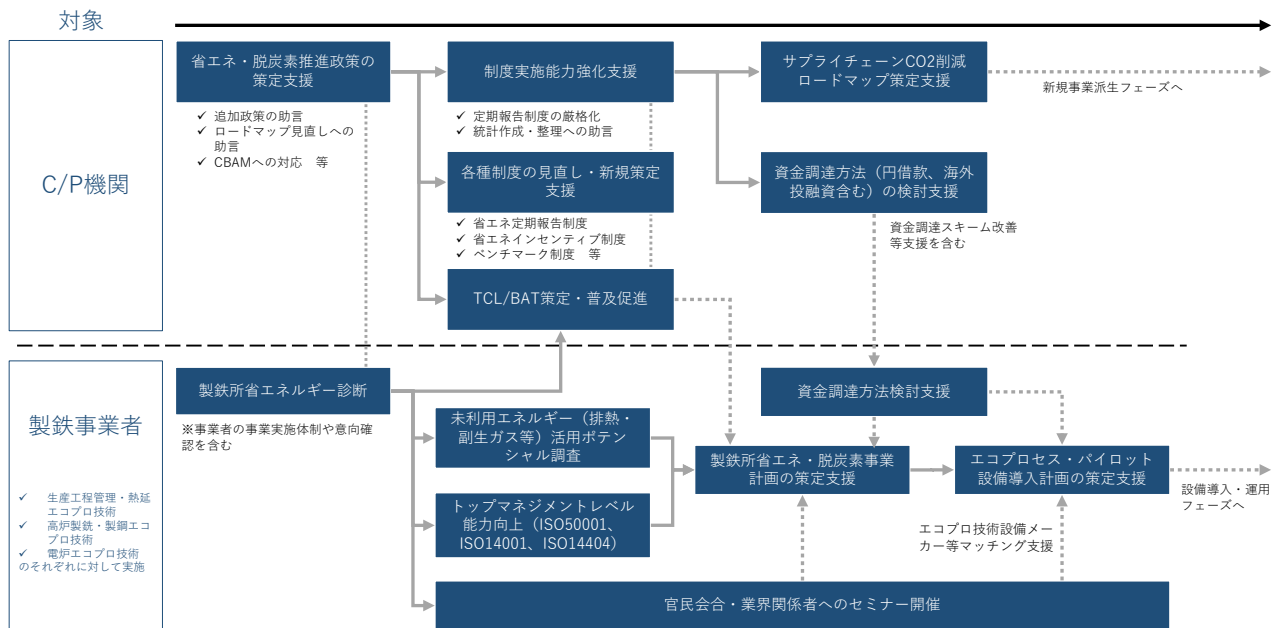 対象
C/P機関
省エネ・脱炭素推進政策の
策定支援
✓ 追加政策の助言
✓ ロードマップ見直しへの
助言
✓ CBAMへの対応 等
制度実施能力強化支援
✓ 定期報告制度の厳格化
✓ 統計作成・整理への助言
各種制度の見直し・新規策定
支援
✓ 省エネ定期報告制度
✓ 省エネインセンティブ制度
✓ ベンチマーク制度 等
TCL/BAT策定・普及促進
サプライチェーンCO2削減
ロードマップ策定支援
新規事業派生フェーズへ
資金調達方法（円借款、海外
投融資含む）の検討支援
資金調達スキーム改善
等支援を含む
製鉄事業者
✓ 生産工程管理・熱延
エコプロ技術
✓ 高炉製銑・製鋼エコ
プロ技術
✓ 電炉エコプロ技術
のそれぞれに対して実施
製鉄所省エネルギー診断
※事業者の事業実施体制や意向確
認を含む
未利用エネルギー（排熱・
副生ガス等）活用ポテン
シャル調査
トップマネジメントレベル
能力向上（ISO50001、
ISO14001、ISO14404）
資金調達方法検討支援
製鉄所省エネ・脱炭素事業
計画の策定支援
エコプロセス・パイロット
設備導入計画の策定支援
設備導入・運用
フェーズへ
エコプロ技術設備メー
カー等マッチング支援
官民会合・業界関係者へのセミナー開催